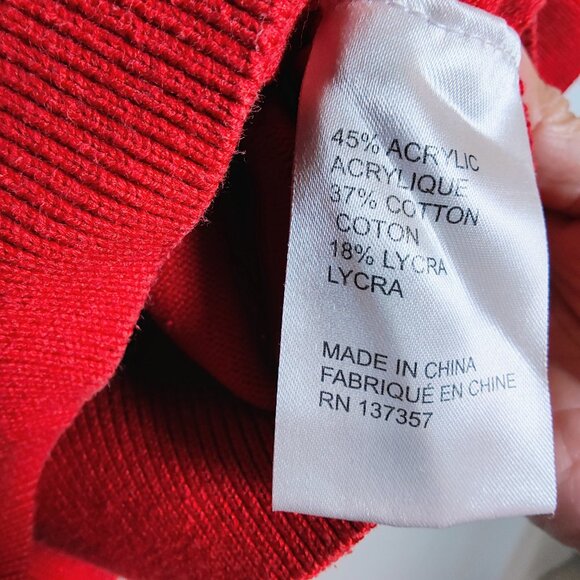 45% ACRYLIC
ACRYLIQUE
37% COTTON
COTON
18% LYCRA
LYCRA
MADE IN CHINA
FABRIQUÉ EN CHINE
RN 137357